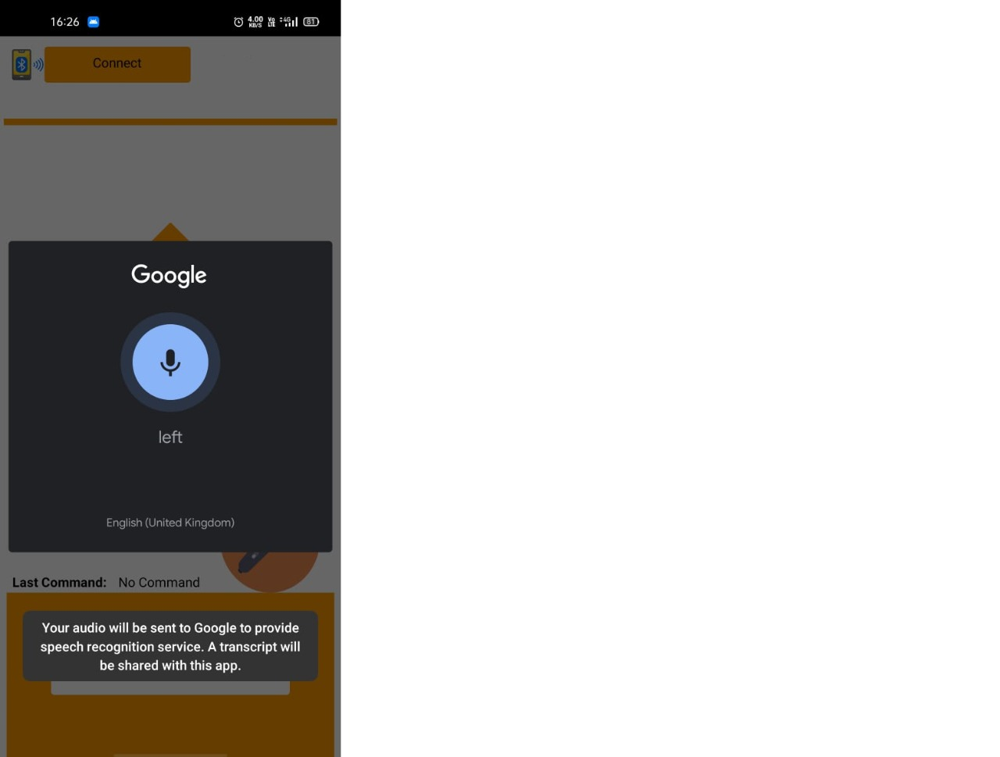 16:26
4.00
KB/S
Vo
LTE
4G
81
Connect
Google
left
English (United Kingdom)
Last Command: No Command
Your audio will be sent to Google to provide
speech recognition service. A transcript will
be shared with this app.